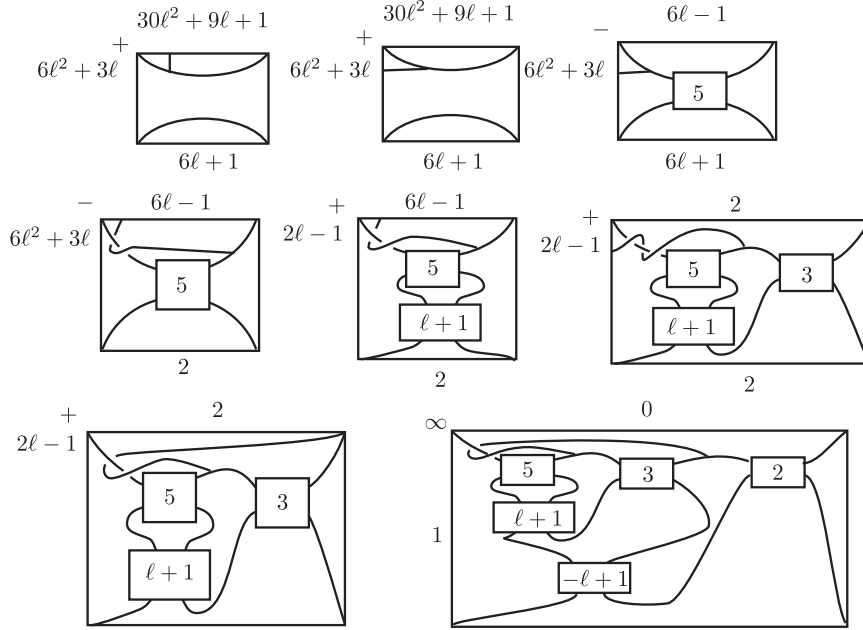 30ℓ² + 9ℓ + 1
+
6ℓ² + 3ℓ
6ℓ + 1
30ℓ² + 9ℓ + 1
+
6ℓ² + 3ℓ
6ℓ + 1
6ℓ − 1
−
6ℓ² + 3ℓ
5
6ℓ + 1
−
6ℓ − 1
6ℓ² + 3ℓ
5
2
+
6ℓ − 1
2ℓ − 1
5
ℓ + 1
2
2
+
2ℓ − 1
5
3
ℓ + 1
2
+
2
2ℓ − 1
5
3
ℓ + 1
∞
0
5
3
2
ℓ + 1
1
−ℓ + 1